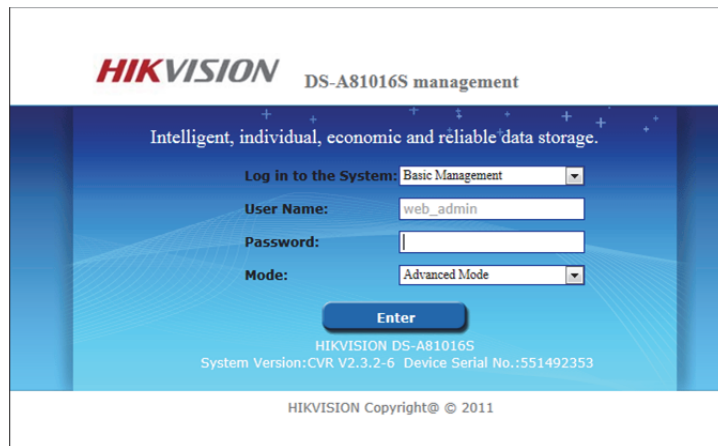 HIKVISION DS-A81016S management
Intelligent, individual, economic and reliable data storage.
Log in to the System: Basic Management
User Name: web_admin
Password:
Mode: Advanced Mode
Enter
HIKVISION DS-A81016S
System Version:CVR V2.3.2-6 Device Serial No.:551492353
HIKVISION Copyright@ © 2011